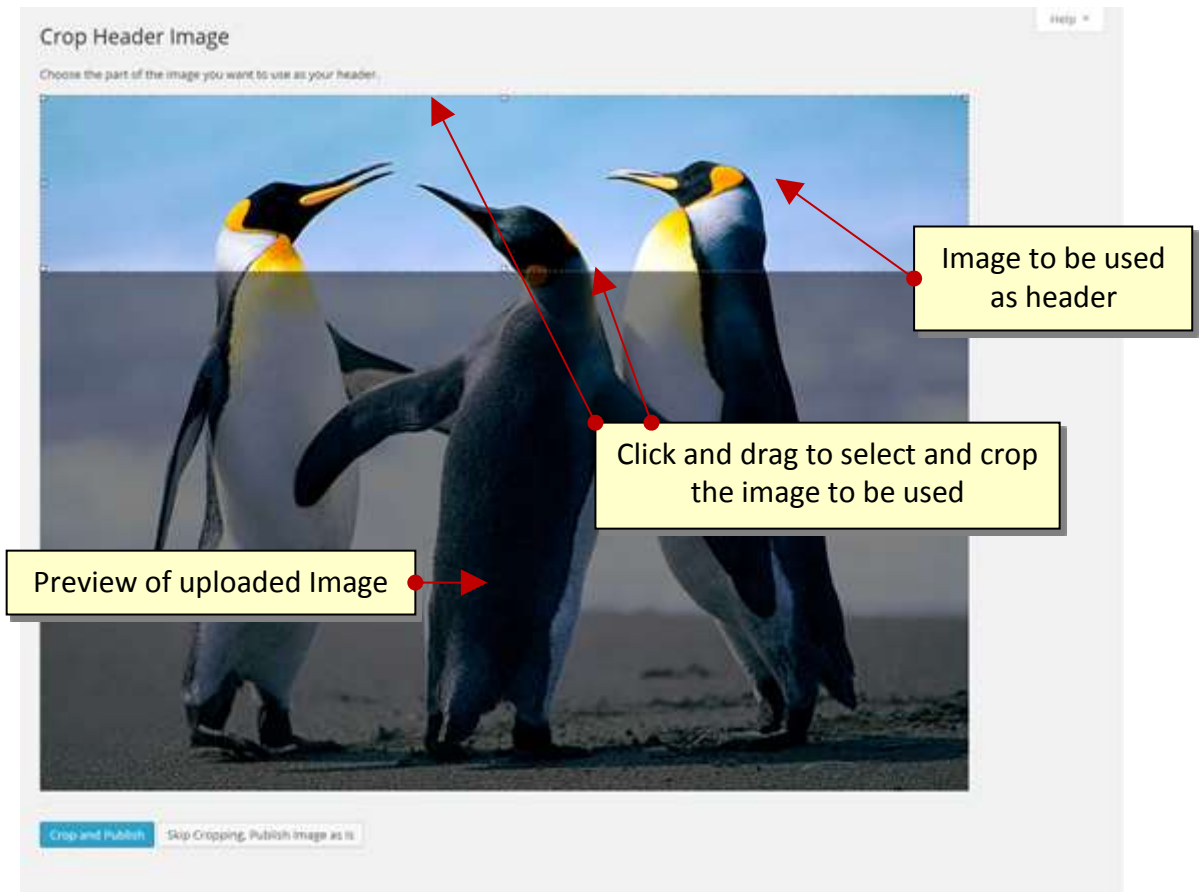 Help
Crop Header Image
Choose the part of the image you want to use as your header.
Image to be used
as header
Click and drag to select and crop
the image to be used
Preview of uploaded Image
Crop and Publish
Skip Cropping, Publish Image as Is